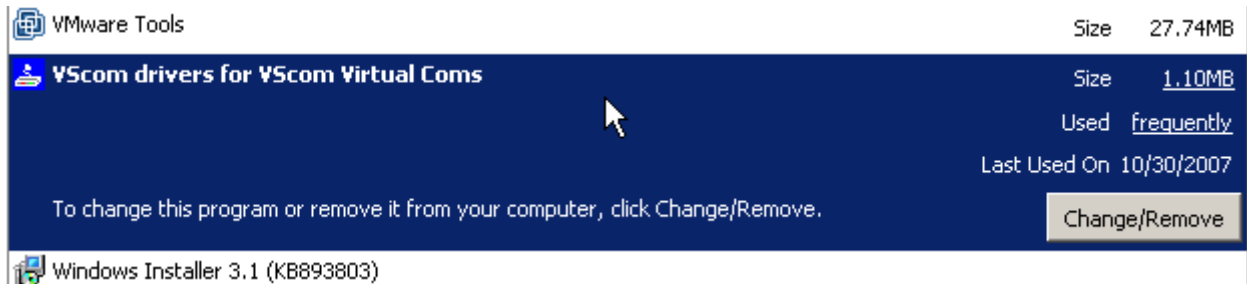 VMware Tools Size 27.74MB
VScom drivers for VScom Virtual Coms Size 1.10MB
Used frequently
Last Used On 10/30/2007
To change this program or remove it from your computer, click Change/Remove. Change/Remove
Windows Installer 3.1 (KB893803)